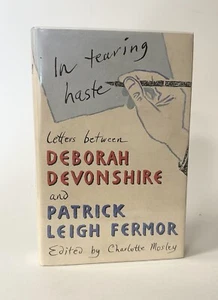 In tearing
haste
Letters between
DEBORAH
DEVONSHIRE
and
PATRICK
LEIGH FERMOR
Edited by Charlotte Mosley